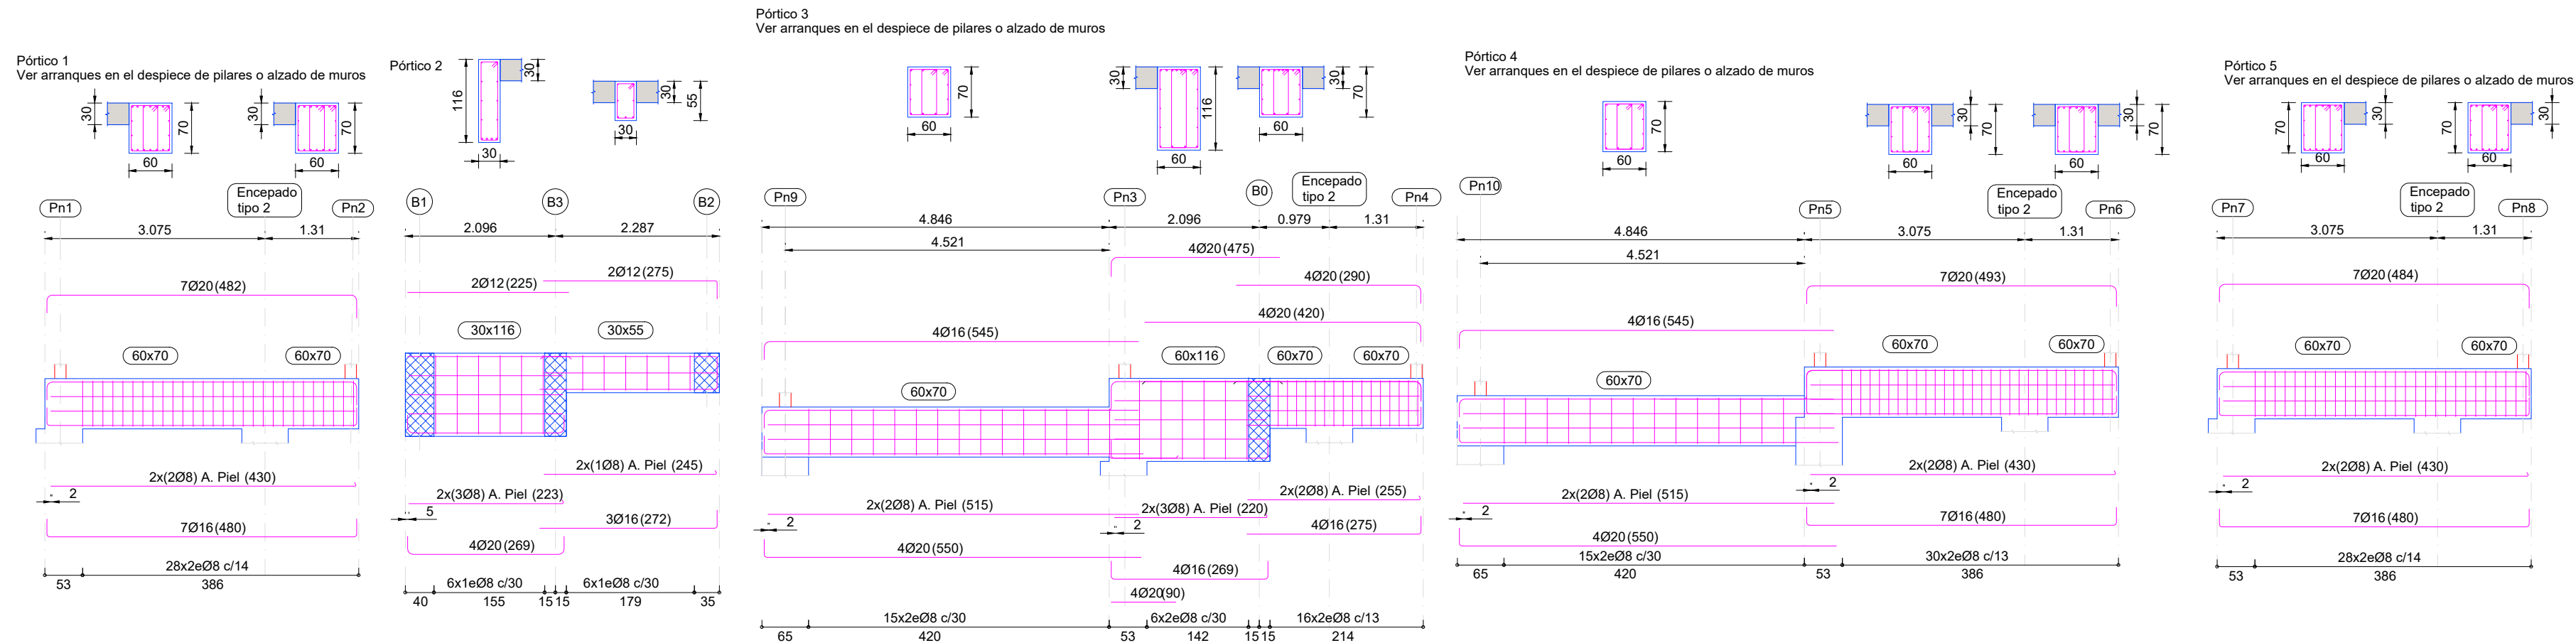 Pórtico 1
Ver arranques en el despiece de pilares o alzado de muros
30
70
60
30
70
60
Pn1
Encepado
tipo 2
Pn2
3.075
1.31
7Ø20(482)
60x70
60x70
2x(2Ø8) A. Piel (430)
2
7Ø16(480)
28x2eØ8 c/14
53
386
Pórtico 2
116
30
30
30
55
30
B1
B3
B2
2.096
2.287
2Ø12(275)
2Ø12(225)
30x116
30x55
2x(1Ø8) A. Piel (245)
2x(3Ø8) A. Piel (223)
5
3Ø16(272)
4Ø20(269)
6x1eØ8 c/30
6x1eØ8 c/30
40
155
15
15
179
35
Pórtico 3
Ver arranques en el despiece de pilares o alzado de muros
70
60
30
116
60
30
70
60
Pn9
Pn3
B0
Encepado
tipo 2
Pn4
4.846
2.096
0.979
1.31
4.521
4Ø20(475)
4Ø20(290)
4Ø20(420)
4Ø16(545)
60x116
60x70
60x70
60x70
2x(2Ø8) A. Piel (255)
2x(2Ø8) A. Piel (515)
2x(3Ø8) A. Piel (220)
2
2
4Ø16(275)
4Ø20(550)
4Ø16(269)
4Ø20(90)
15x2eØ8 c/30
6x2eØ8 c/30
16x2eØ8 c/13
65
420
53
142
15
15
214
Pórtico 4
Ver arranques en el despiece de pilares o alzado de muros
70
60
30
70
60
30
70
60
Pn10
Pn5
Encepado
tipo 2
Pn6
4.846
3.075
1.31
4.521
7Ø20(493)
4Ø16(545)
60x70
60x70
60x70
2x(2Ø8) A. Piel (430)
2
2x(2Ø8) A. Piel (515)
2
7Ø16(480)
4Ø20(550)
15x2eØ8 c/30
30x2eØ8 c/13
65
420
53
386
Pórtico 5
Ver arranques en el despiece de pilares o alzado de muros
70
30
60
70
30
60
Pn7
Encepado
tipo 2
Pn8
3.075
1.31
7Ø20(484)
60x70
60x70
2x(2Ø8) A. Piel (430)
2
7Ø16(480)
28x2eØ8 c/14
53
386